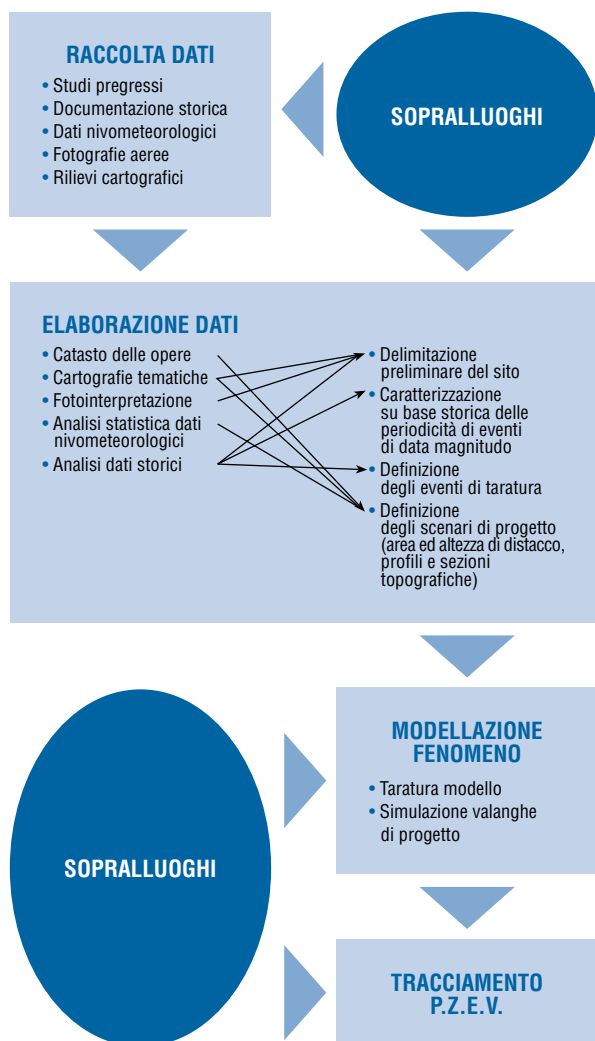 RACCOLTA DATI
• Studi pregressi
• Documentazione storica
• Dati nivometeorologici
• Fotografie aeree
• Rilievi cartografici
SOPRALLUOGHI
ELABORAZIONE DATI
• Catasto delle opere
• Cartografie tematiche
• Fotointerpretazione
• Analisi statistica dati
nivometeorologici
• Analisi dati storici
• Delimitazione
preliminare del sito
• Caratterizzazione
su base storica delle
periodicità di eventi
di data magnitudo
• Definizione
degli eventi di taratura
• Definizione
degli scenari di progetto
(area ed altezza di distacco,
profili e sezioni
topografiche)
SOPRALLUOGHI
MODELLAZIONE
FENOMENO
• Taratura modello
• Simulazione valanghe
di progetto
TRACCIAMENTO
P.Z.E.V.